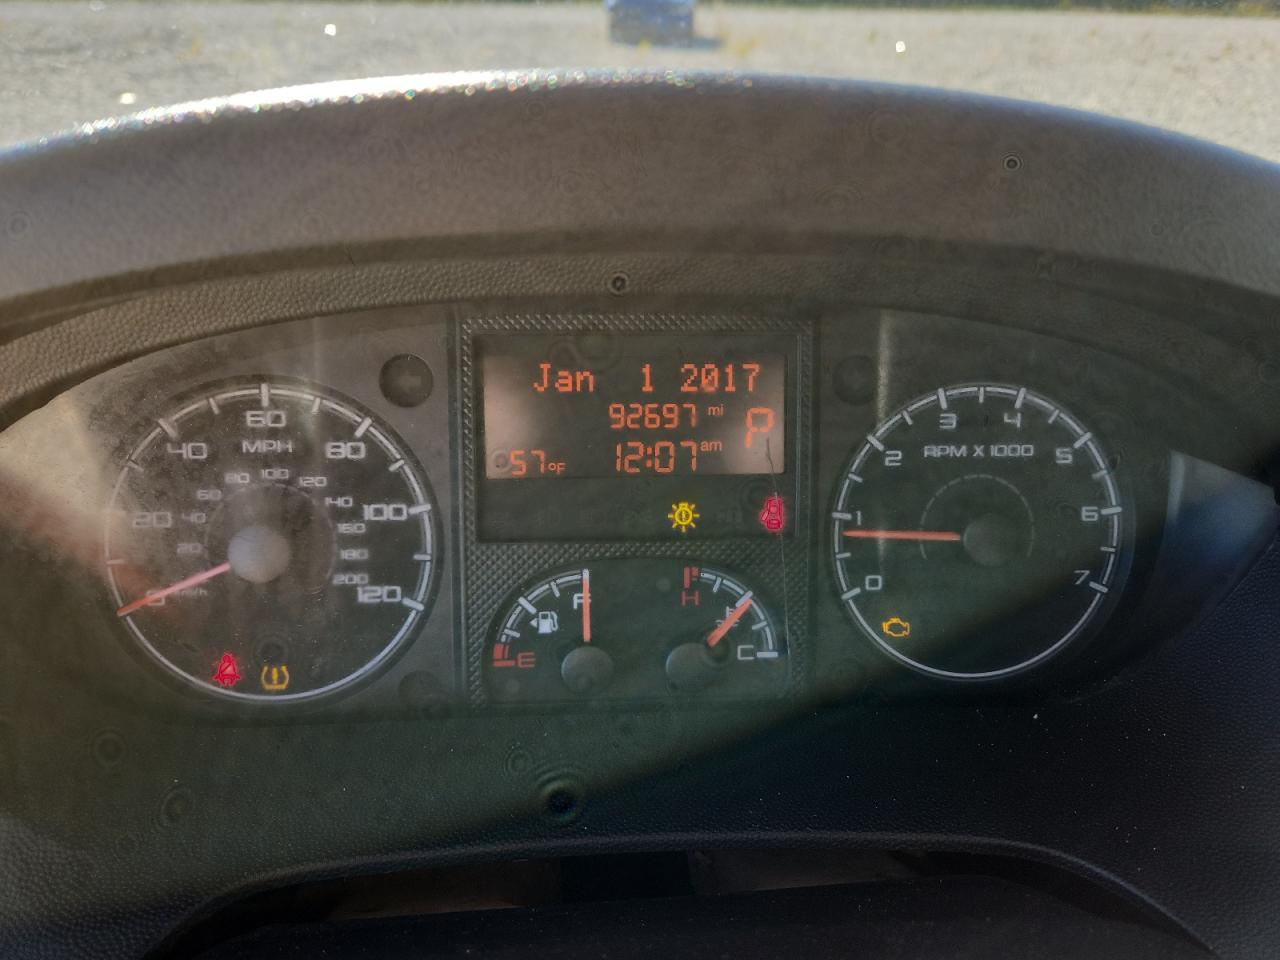 Jan 1 2017
92697 mi
P
57°F 12:07 am
0 20 40 60 80 100 120
MPH
20 40 60 80 100 120 140 160 180 200
km/h
E F
H C
0 1 2 3 4 5 6 7
RPM X 1000